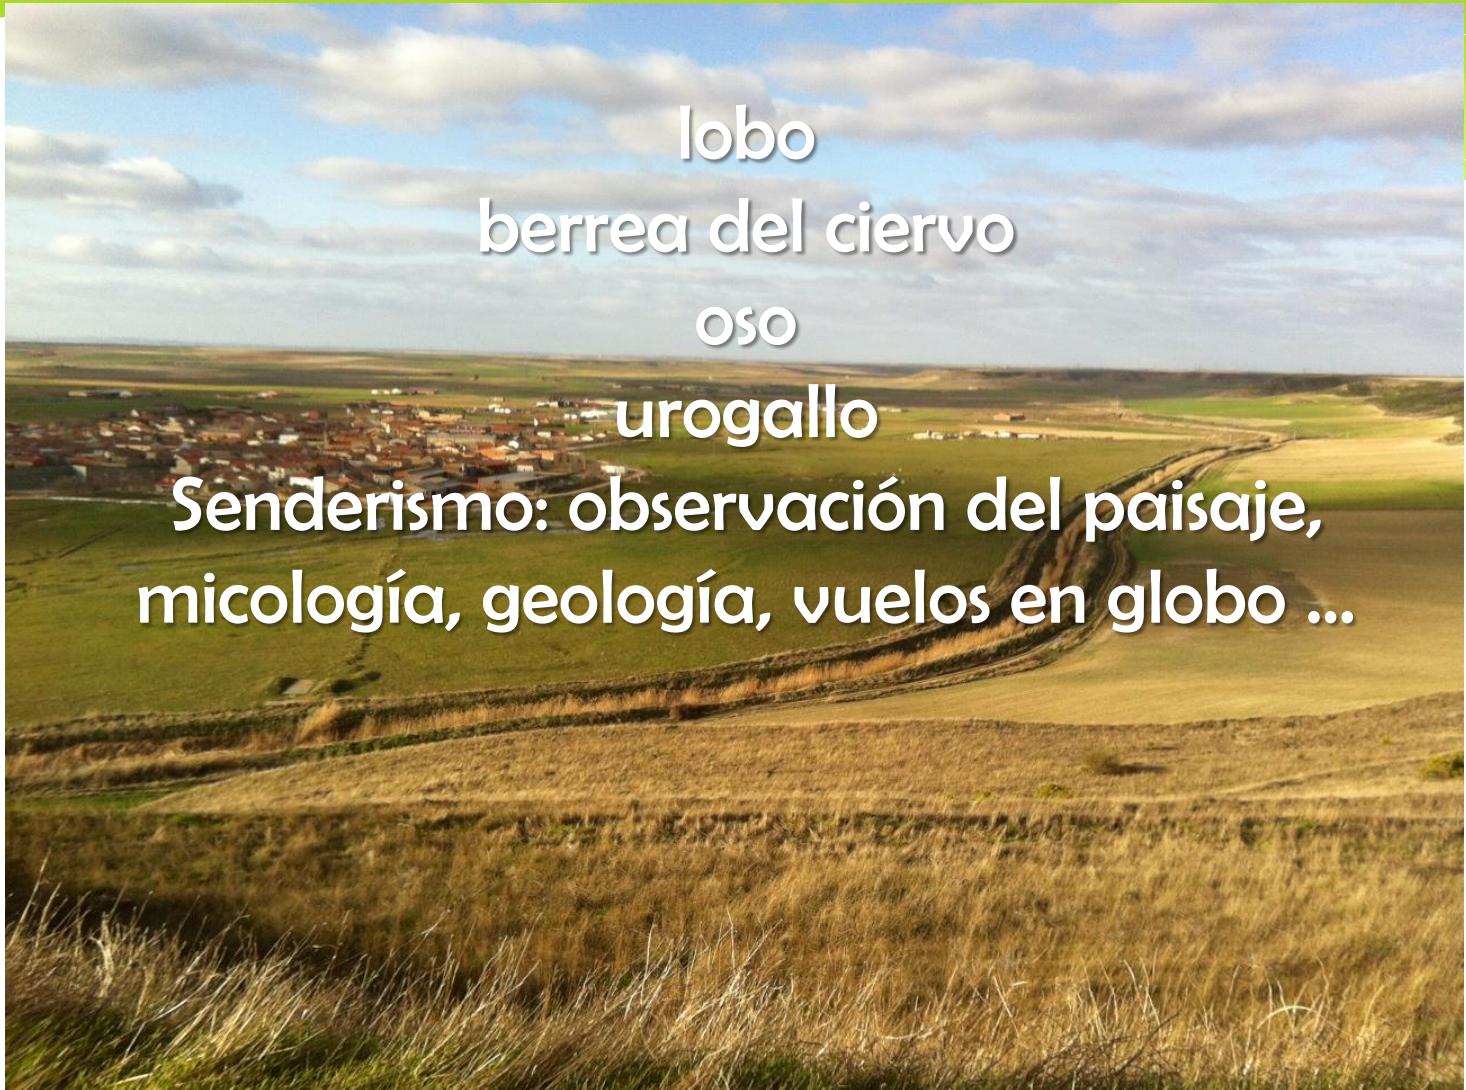 lobo
berrea del ciervo
oso
urogallo
Senderismo: observación del paisaje,
micología, geología, vuelos en globo ...